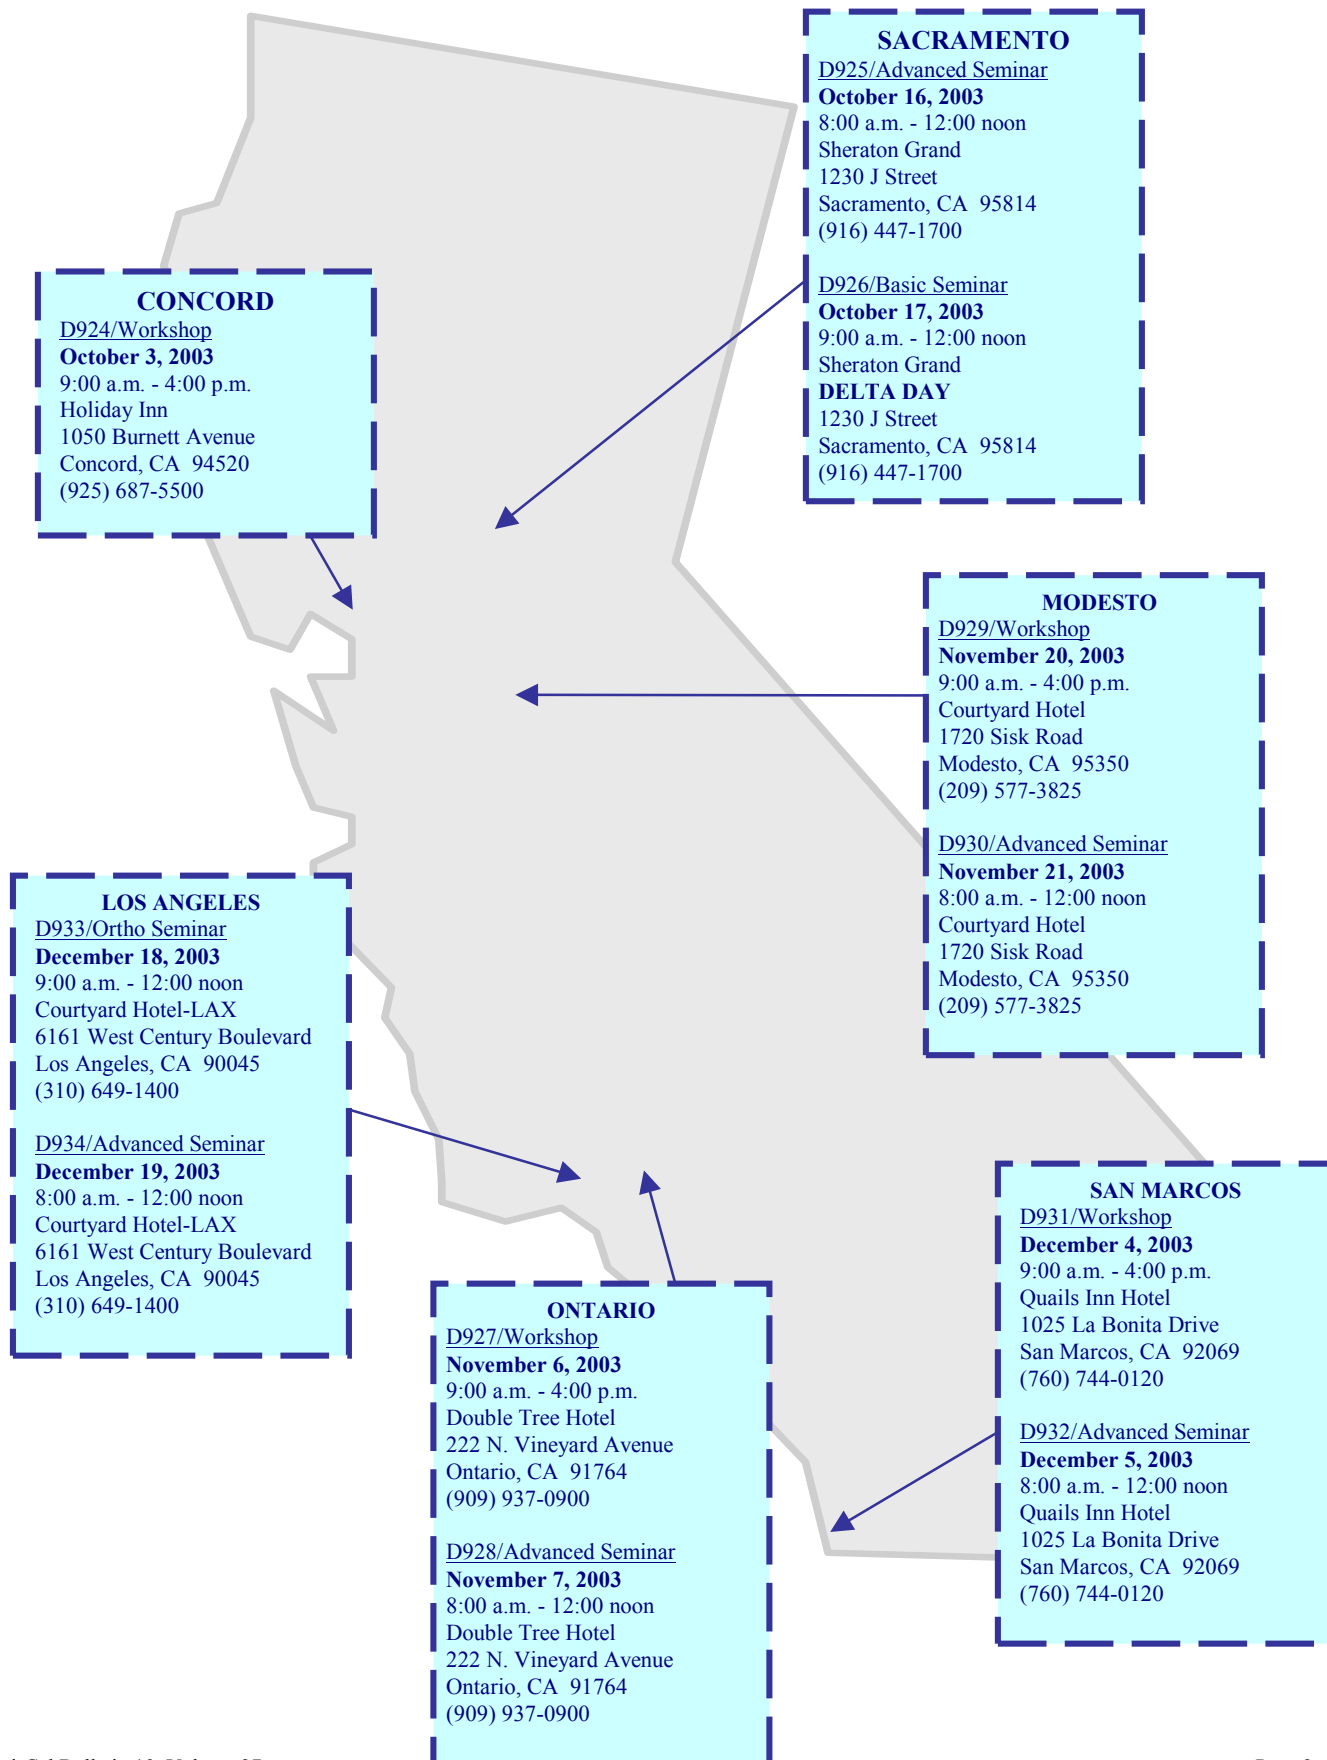 SACRAMENTO
D925/Advanced Seminar
October 16, 2003
8:00 a.m. - 12:00 noon
Sheraton Grand
1230 J Street
Sacramento, CA 95814
(916) 447-1700
D926/Basic Seminar
October 17, 2003
9:00 a.m. - 12:00 noon
Sheraton Grand
DELTA DAY
1230 J Street
Sacramento, CA 95814
(916) 447-1700
CONCORD
D924/Workshop
October 3, 2003
9:00 a.m. - 4:00 p.m.
Holiday Inn
1050 Burnett Avenue
Concord, CA 94520
(925) 687-5500
MODESTO
D929/Workshop
November 20, 2003
9:00 a.m. - 4:00 p.m.
Courtyard Hotel
1720 Sisk Road
Modesto, CA 95350
(209) 577-3825
D930/Advanced Seminar
November 21, 2003
8:00 a.m. - 12:00 noon
Courtyard Hotel
1720 Sisk Road
Modesto, CA 95350
(209) 577-3825
LOS ANGELES
D933/Ortho Seminar
December 18, 2003
9:00 a.m. - 12:00 noon
Courtyard Hotel-LAX
6161 West Century Boulevard
Los Angeles, CA 90045
(310) 649-1400
D934/Advanced Seminar
December 19, 2003
8:00 a.m. - 12:00 noon
Courtyard Hotel-LAX
6161 West Century Boulevard
Los Angeles, CA 90045
(310) 649-1400
SAN MARCOS
D931/Workshop
December 4, 2003
9:00 a.m. - 4:00 p.m.
Quails Inn Hotel
1025 La Bonita Drive
San Marcos, CA 92069
(760) 744-0120
D932/Advanced Seminar
December 5, 2003
8:00 a.m. - 12:00 noon
Quails Inn Hotel
1025 La Bonita Drive
San Marcos, CA 92069
(760) 744-0120
ONTARIO
D927/Workshop
November 6, 2003
9:00 a.m. - 4:00 p.m.
Double Tree Hotel
222 N. Vineyard Avenue
Ontario, CA 91764
(909) 937-0900
D928/Advanced Seminar
November 7, 2003
8:00 a.m. - 12:00 noon
Double Tree Hotel
222 N. Vineyard Avenue
Ontario, CA 91764
(909) 937-0900